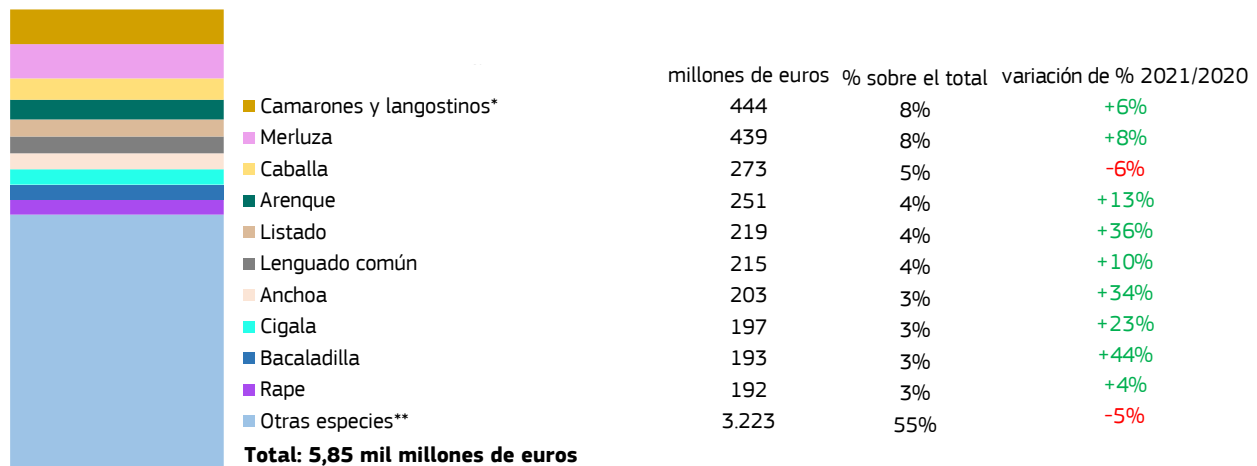 millones de euros % sobre el total variación de % 2021/2020
Camarones y langostinos* 444 8% +6%
Merluza 439 8% +8%
Caballa 273 5% -6%
Arenque 251 4% +13%
Listado 219 4% +36%
Lenguado común 215 4% +10%
Anchoa 203 3% +34%
Cigala 197 3% +23%
Bacaladilla 193 3% +44%
Rape 192 3% +4%
Otras especies** 3.223 55% -5%
Total: 5,85 mil millones de euros